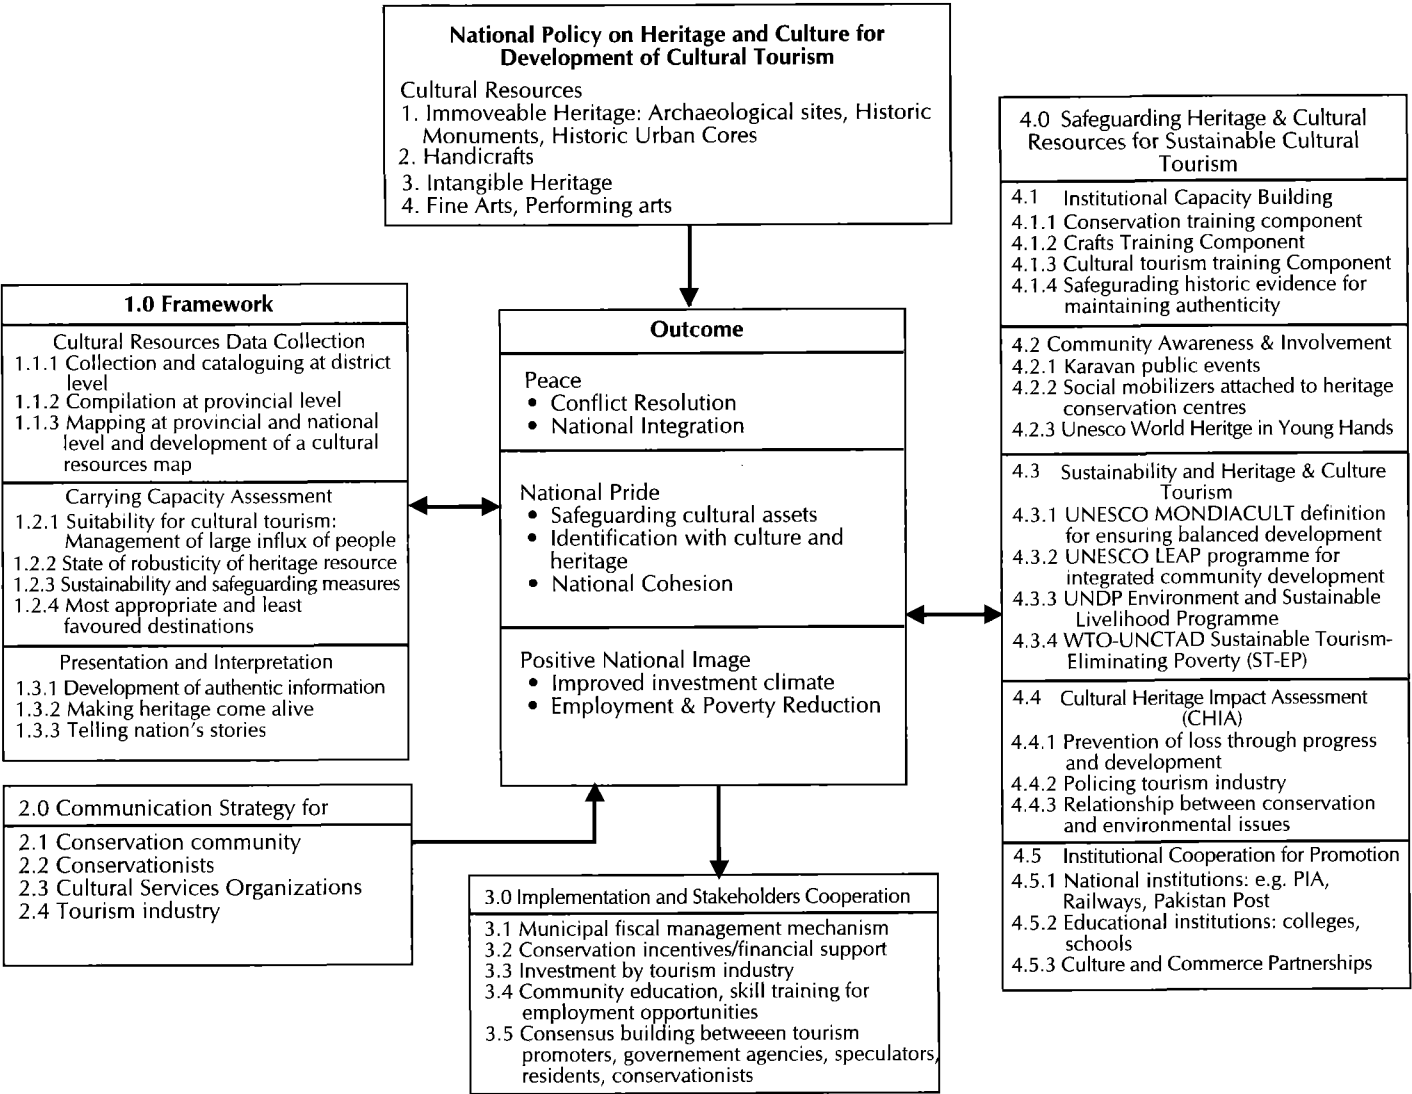 National Policy on Heritage and Culture for
Development of Cultural Tourism
Cultural Resources
1. Immoveable Heritage: Archaeological sites, Historic
Monuments, Historic Urban Cores
2. Handicrafts
3. Intangible Heritage
4. Fine Arts, Performing arts
1.0 Framework
Cultural Resources Data Collection
1.1.1 Collection and cataloguing at district
level
1.1.2 Compilation at provincial level
1.1.3 Mapping at provincial and national
level and development of a cultural
resources map
Carrying Capacity Assessment
1.2.1 Suitability for cultural tourism:
Management of large influx of people
1.2.2 State of robusticity of heritage resource
1.2.3 Sustainability and safeguarding measures
1.2.4 Most appropriate and least
favoured destinations
Presentation and Interpretation
1.3.1 Development of authentic information
1.3.2 Making heritage come alive
1.3.3 Telling nation's stories
2.0 Communication Strategy for
2.1 Conservation community
2.2 Conservationists
2.3 Cultural Services Organizations
2.4 Tourism industry
Outcome
Peace
• Conflict Resolution
• National Integration
National Pride
• Safeguarding cultural assets
• Identification with culture and
heritage
• National Cohesion
Positive National Image
• Improved investment climate
• Employment & Poverty Reduction
3.0 Implementation and Stakeholders Cooperation
3.1 Municipal fiscal management mechanism
3.2 Conservation incentives/financial support
3.3 Investment by tourism industry
3.4 Community education, skill training for
employment opportunities
3.5 Consensus building betweeen tourism
promoters, governement agencies, speculators,
residents, conservationists
4.0 Safeguarding Heritage & Cultural
Resources for Sustainable Cultural
Tourism
4.1 Institutional Capacity Building
4.1.1 Conservation training component
4.1.2 Crafts Training Component
4.1.3 Cultural tourism training Component
4.1.4 Safegurading historic evidence for
maintaining authenticity
4.2 Community Awareness & Involvement
4.2.1 Karavan public events
4.2.2 Social mobilizers attached to heritage
conservation centres
4.2.3 Unesco World Heritge in Young Hands
4.3 Sustainability and Heritage & Culture
Tourism
4.3.1 UNESCO MONDIACULT definition
for ensuring balanced development
4.3.2 UNESCO LEAP programme for
integrated community development
4.3.3 UNDP Environment and Sustainable
Livelihood Programme
4.3.4 WTO-UNCTAD Sustainable Tourism-
Eliminating Poverty (ST-EP)
4.4 Cultural Heritage Impact Assessment
(CHIA)
4.4.1 Prevention of loss through progress
and development
4.4.2 Policing tourism industry
4.4.3 Relationship between conservation
and environmental issues
4.5 Institutional Cooperation for Promotion
4.5.1 National institutions: e.g. PIA,
Railways, Pakistan Post
4.5.2 Educational institutions: colleges,
schools
4.5.3 Culture and Commerce Partnerships